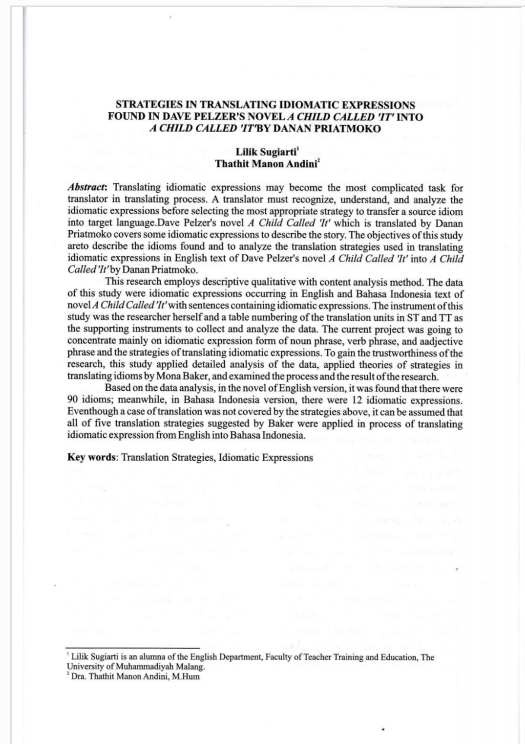 STRATEGIES IN TRANSLATING IDIOMATIC EXPRESSIONS
FOUND IN DAVE PELZER'S NOVEL A CHILD CALLED 'IT' INTO
A CHILD CALLED 'IT'BY DANAN PRIATMOKO
Lilik Sugiarti¹
Thathit Manon Andini²
Abstract: Translating idiomatic expressions may become the most complicated task for
translator in translating process. A translator must recognize, understand, and analyze the
idiomatic expressions before selecting the most appropriate strategy to transfer a source idiom
into target language.Dave Pelzer's novel A Child Called 'It' which is translated by Danan
Priatmoko covers some idiomatic expressions to describe the story. The objectives of this study
areto describe the idioms found and to analyze the translation strategies used in translating
idiomatic expressions in English text of Dave Pelzer's novel A Child Called 'It' into A Child
Called 'It'by Danan Priatmoko.
This research employs descriptive qualitative with content analysis method. The data
of this study were idiomatic expressions occurring in English and Bahasa Indonesia text of
novel A Child Called 'It' with sentences containing idiomatic expressions. The instrument of this
study was the researcher herself and a table numbering of the translation units in ST and TT as
the supporting instruments to collect and analyze the data. The current project was going to
concentrate mainly on idiomatic expression form of noun phrase, verb phrase, and aadjective
phrase and the strategies of translating idiomatic expressions. To gain the trustworthiness of the
research, this study applied detailed analysis of the data, applied theories of strategies in
translating idioms by Mona Baker, and examined the process and the result of the research.
Based on the data analysis, in the novel of English version, it was found that there were
90 idioms; meanwhile, in Bahasa Indonesia version, there were 12 idiomatic expressions.
Eventhough a case of translation was not covered by the strategies above, it can be assumed that
all of five translation strategies suggested by Baker were applied in process of translating
idiomatic expression from English into Bahasa Indonesia.
Key words: Translation Strategies, Idiomatic Expressions
¹ Lilik Sugiarti is an alumna of the English Department, Faculty of Teacher Training and Education, The
University of Muhammadiyah Malang.
² Dra. Thathit Manon Andini, M.Hum